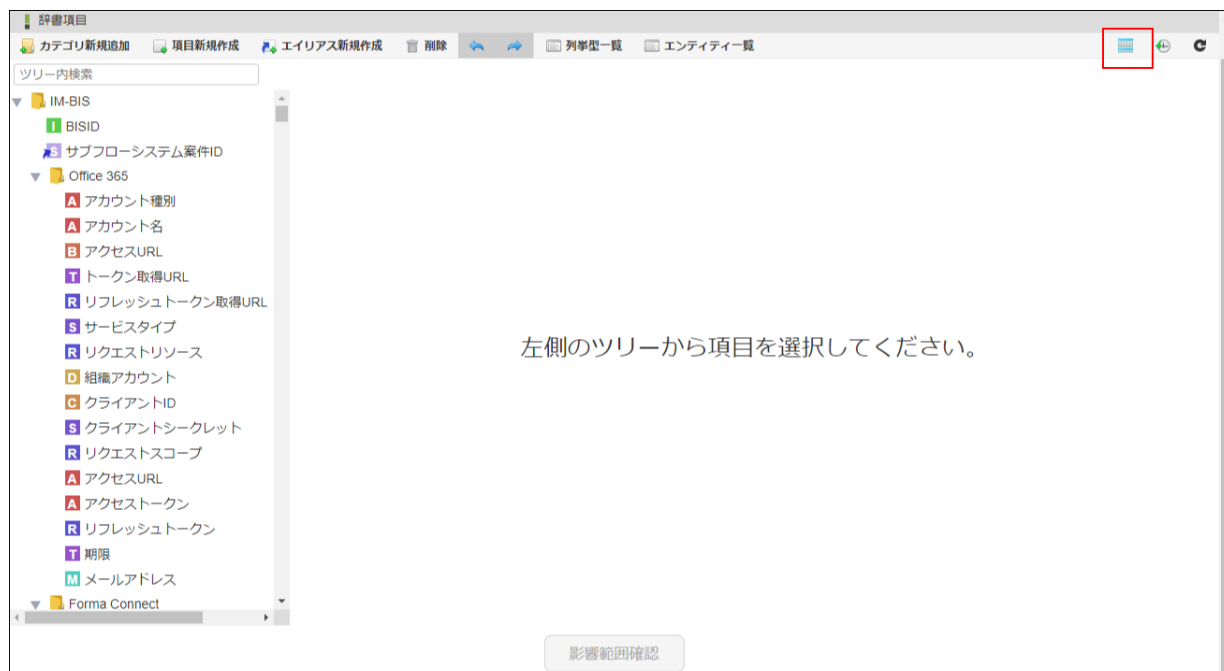 辞書項目
カテゴリ新規追加 項目新規作成 エイリアス新規作成 削除 列挙型一覧 エンティティ一覧
ツリー内検索
IM-BIS
I BISID
S サブフローシステム案件ID
Office 365
A アカウント種別
A アカウント名
B アクセスURL
T トークン取得URL
R リフレッシュトークン取得URL
S サービスタイプ
R リクエストリソース
D 組織アカウント
C クライアントID
S クライアントシークレット
R リクエストスコープ
A アクセスURL
A アクセストークン
R リフレッシュトークン
T 期限
M メールアドレス
Forma Connect
左側のツリーから項目を選択してください。
影響範囲確認